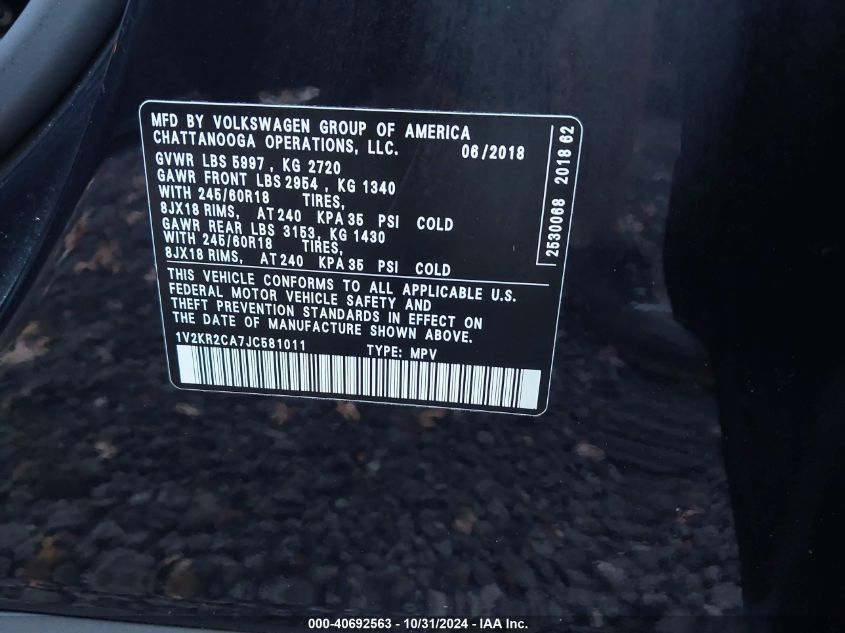 MFD BY VOLKSWAGEN GROUP OF AMERICA
CHATTANOOGA OPERATIONS, LLC. 06/2018
GVWR LBS 5997 , KG 2720
GAWR FRONT LBS 2954 , KG 1340
WITH 245/60R18 TIRES,
8JX18 RIMS, AT 240 KPA 35 PSI COLD
GAWR REAR LBS 3153, KG 1430
WITH 245/60R18 TIRES,
8JX18 RIMS, AT 240 KPA 35 PSI COLD
THIS VEHICLE CONFORMS TO ALL APPLICABLE U.S.
FEDERAL MOTOR VEHICLE SAFETY AND
THEFT PREVENTION STANDARDS IN EFFECT ON
THE DATE OF MANUFACTURE SHOWN ABOVE.
1V2KR2CA7JC581011 TYPE: MPV
2530068 2018 62
000-40692563 - 10/31/2024 - IAA Inc.